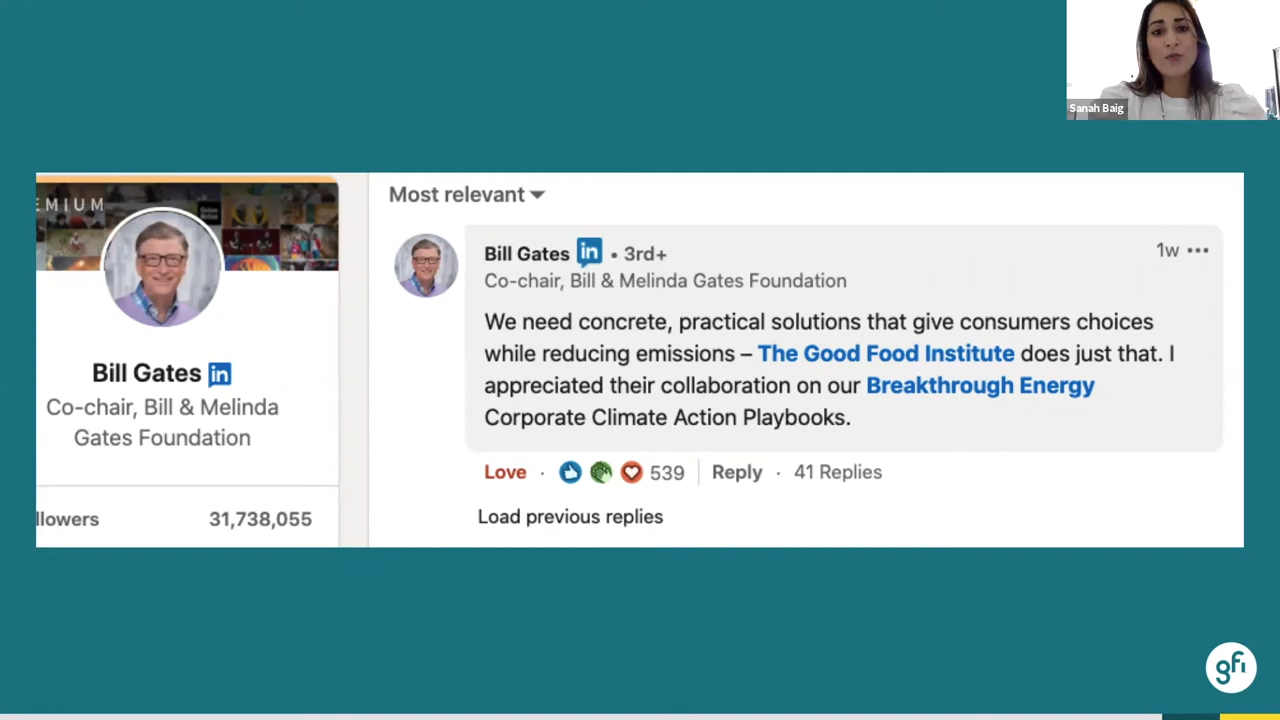 Sanah Baig
EMIUM
Bill Gates in
Co-chair, Bill & Melinda
Gates Foundation
llowers 31,738,055
Most relevant
Bill Gates in • 3rd+
1w
Co-chair, Bill & Melinda Gates Foundation
We need concrete, practical solutions that give consumers choices
while reducing emissions – The Good Food Institute does just that. I
appreciated their collaboration on our Breakthrough Energy
Corporate Climate Action Playbooks.
Love · 539 Reply · 41 Replies
Load previous replies
gfi